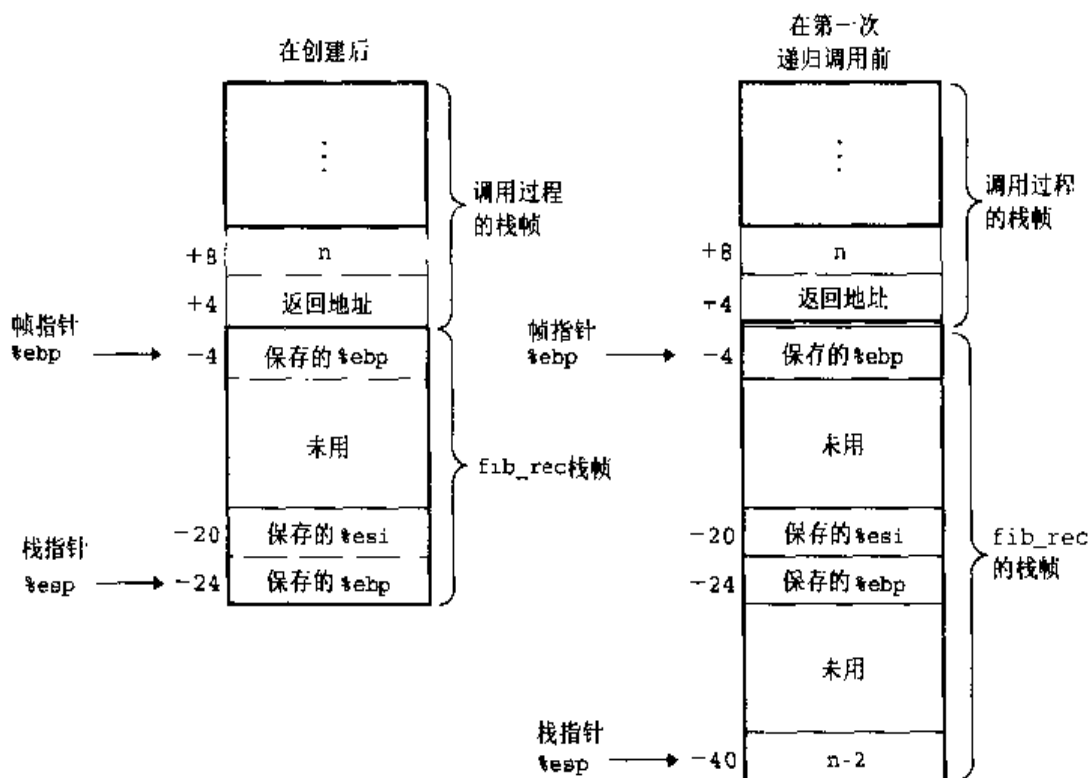 在创建后
⋮
调用过程
的栈帧
+8
n
+4
返回地址
帧指针
%ebp
-4
保存的%ebp
未用
fib_rec栈帧
-20
保存的%esi
栈指针
%esp
-24
保存的%ebp
在第一次
递归调用前
⋮
调用过程
的栈帧
+8
n
+4
返回地址
帧指针
%ebp
-4
保存的%ebp
未用
-20
保存的%esi
fib_rec
的栈帧
-24
保存的%ebp
未用
栈指针
%esp
-40
n-2